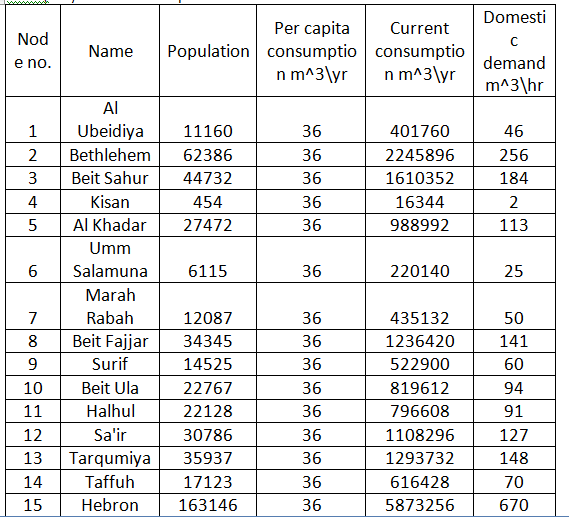 Node no. Name Population Per capita consumption m^3\yr Current consumption m^3\yr Domestic demand m^3\hr
1 Al Ubeidiya 11160 36 401760 46
2 Bethlehem 62386 36 2245896 256
3 Beit Sahur 44732 36 1610352 184
4 Kisan 454 36 16344 2
5 Al Khadar 27472 36 988992 113
6 Umm Salamuna 6115 36 220140 25
7 Marah Rabah 12087 36 435132 50
8 Beit Fajjar 34345 36 1236420 141
9 Surif 14525 36 522900 60
10 Beit Ula 22767 36 819612 94
11 Halhul 22128 36 796608 91
12 Sa'ir 30786 36 1108296 127
13 Tarqumiya 35937 36 1293732 148
14 Taffuh 17123 36 616428 70
15 Hebron 163146 36 5873256 670